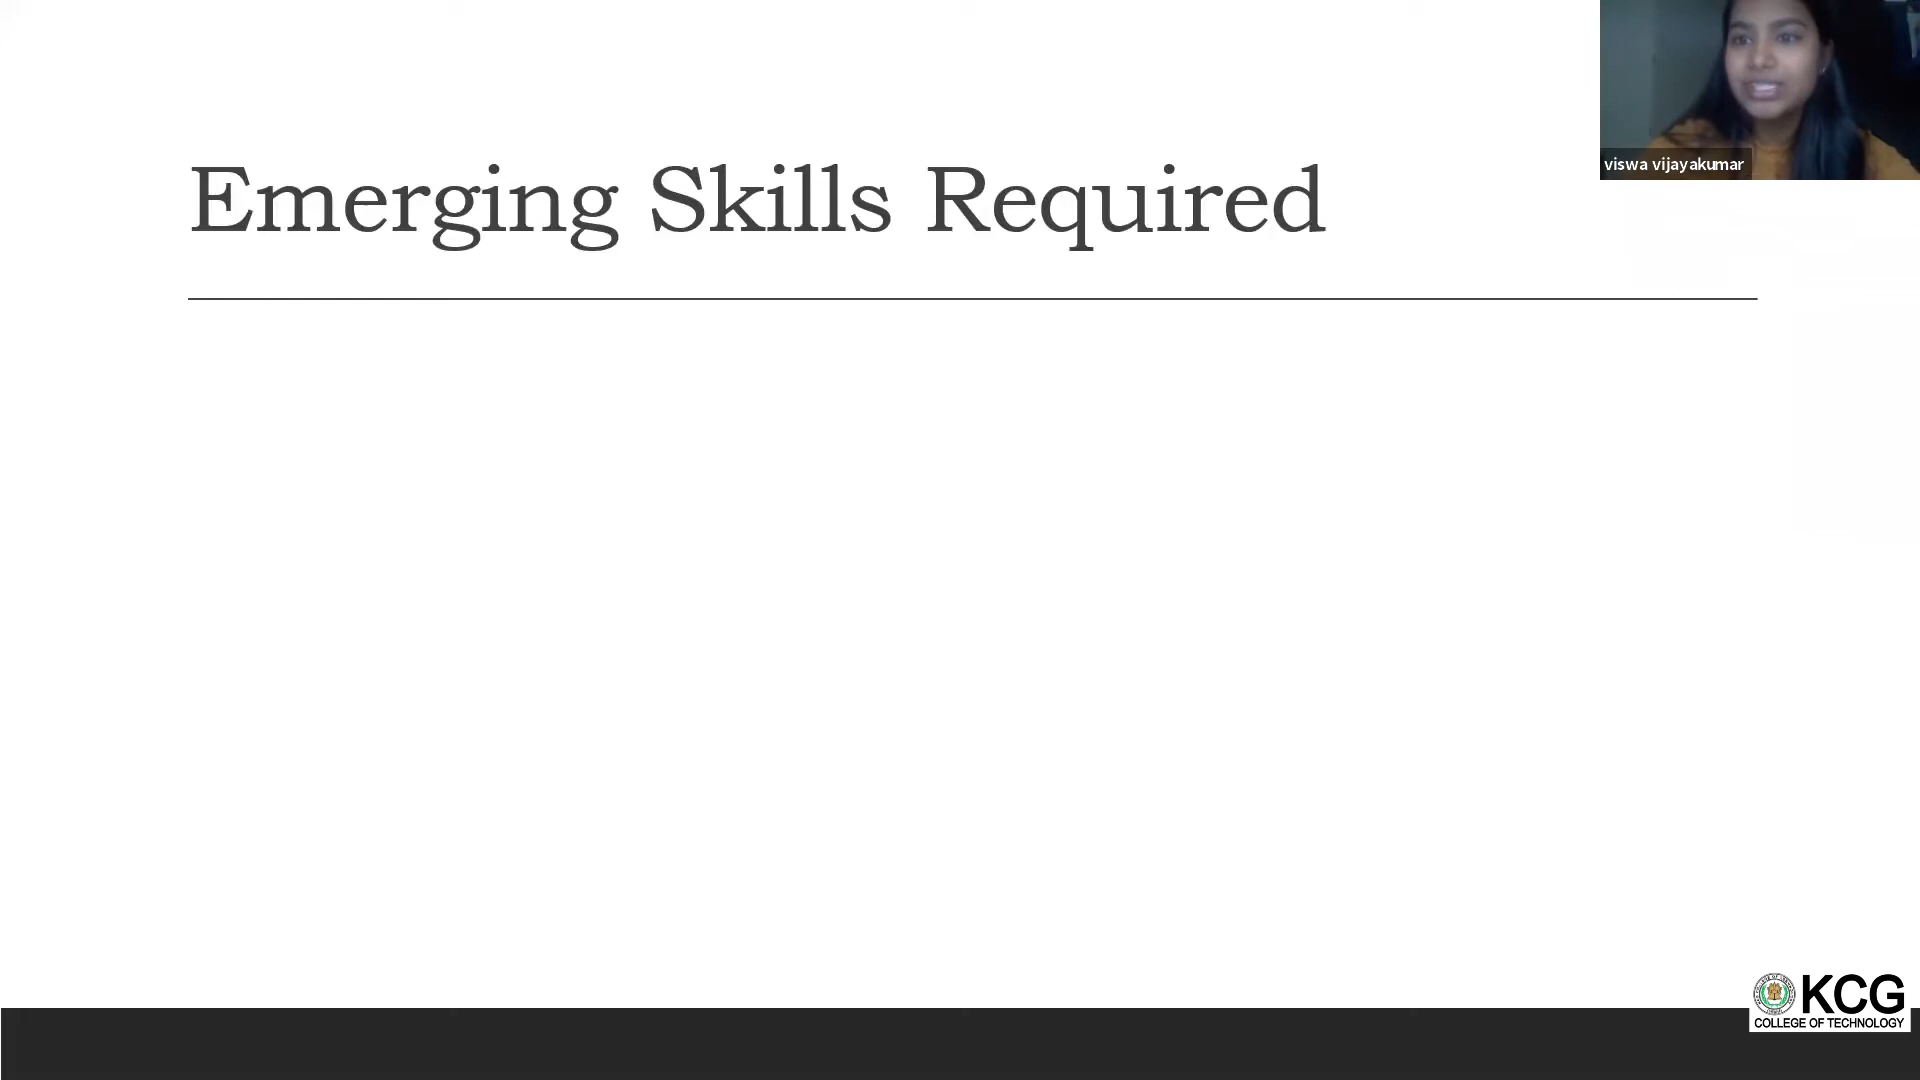 viswa vijayakumar
Emerging Skills Required
KCG
COLLEGE OF TECHNOLOGY